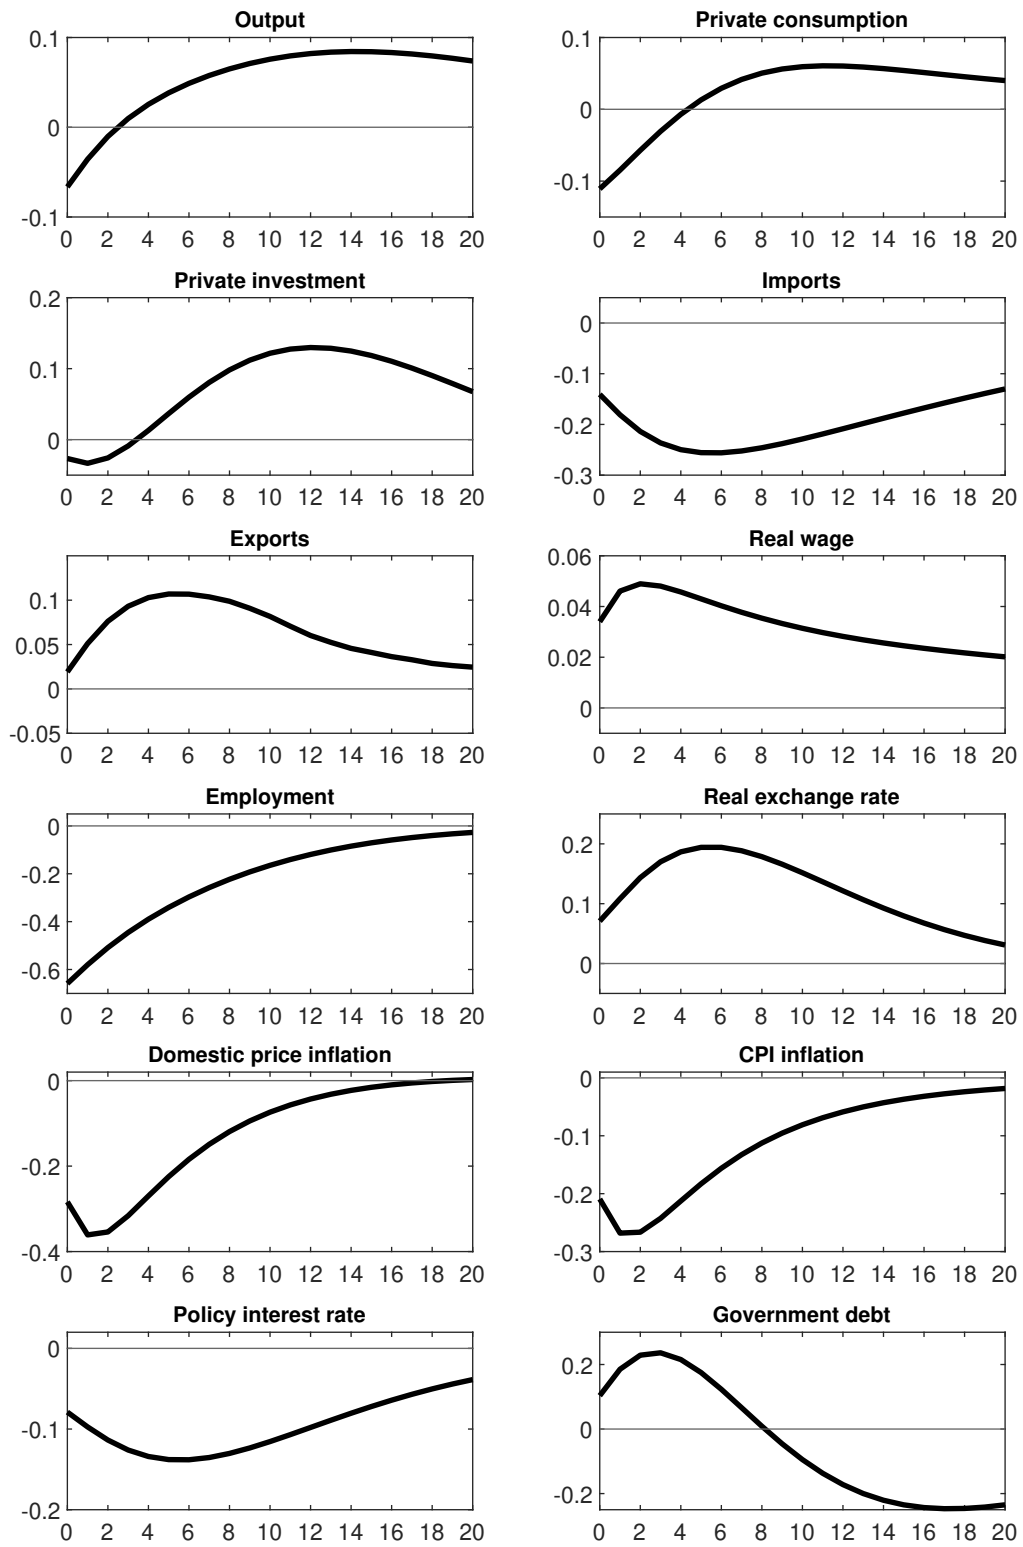 Output
0.1
0
-0.1
0 2 4 6 8 10 12 14 16 18 20
Private consumption
0.1
0
-0.1
0 2 4 6 8 10 12 14 16 18 20
Private investment
0.2
0.1
0
0 2 4 6 8 10 12 14 16 18 20
Imports
0
-0.1
-0.2
-0.3
0 2 4 6 8 10 12 14 16 18 20
Exports
0.1
0.05
0
-0.05
0 2 4 6 8 10 12 14 16 18 20
Real wage
0.06
0.04
0.02
0
0 2 4 6 8 10 12 14 16 18 20
Employment
0
-0.2
-0.4
-0.6
0 2 4 6 8 10 12 14 16 18 20
Real exchange rate
0.2
0.1
0
0 2 4 6 8 10 12 14 16 18 20
Domestic price inflation
0
-0.2
-0.4
0 2 4 6 8 10 12 14 16 18 20
CPI inflation
0
-0.1
-0.2
-0.3
0 2 4 6 8 10 12 14 16 18 20
Policy interest rate
0
-0.1
-0.2
0 2 4 6 8 10 12 14 16 18 20
Government debt
0.2
0
-0.2
0 2 4 6 8 10 12 14 16 18 20